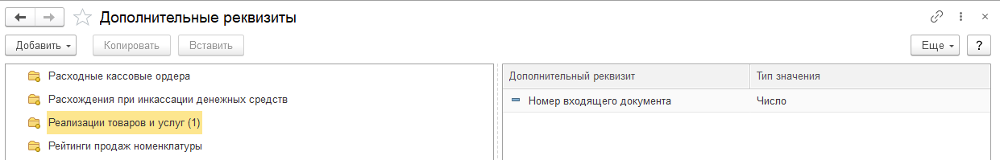 Дополнительные реквизиты
Добавить Копировать Вставить Еще ?
Расходные кассовые ордера
Расхождения при инкассации денежных средств
Реализации товаров и услуг (1)
Рейтинги продаж номенклатуры
Дополнительный реквизит Тип значения
Номер входящего документа Число